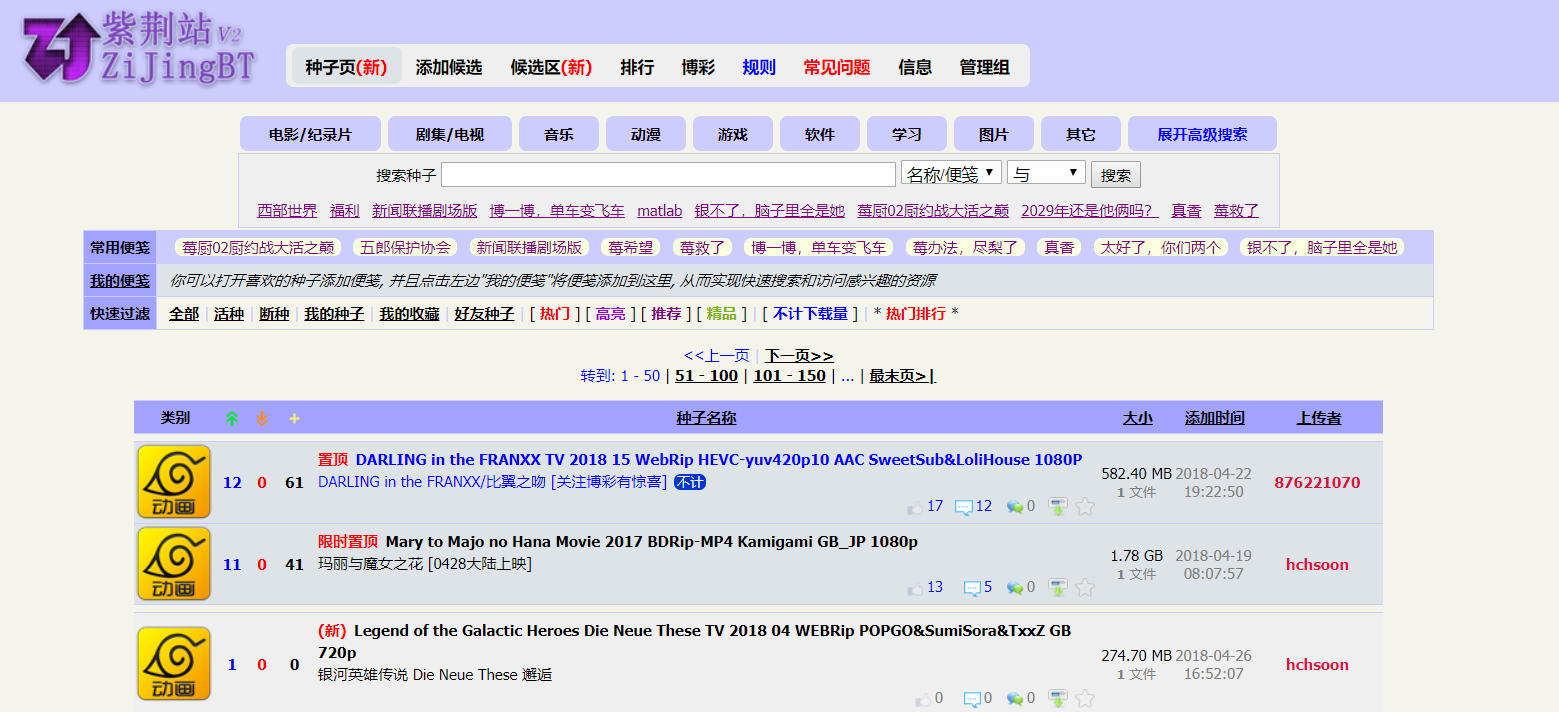 紫荆站 V2
ZiJingBT
种子页(新) 添加候选 候选区(新) 排行 博彩 规则 常见问题 信息 管理组
电影/纪录片 剧集/电视 音乐 动漫 游戏 软件 学习 图片 其它 展开高级搜索
搜索种子 名称/便笺 与 搜索
西部世界 福利 新闻联播剧场版 博一博，单车变飞车 matlab 银不了，脑子里全是她 莓厨02厨约战大活之巅 2029年还是他俩吗？ 真香 莓救了
常用便笺 莓厨02厨约战大活之巅 五郎保护协会 新闻联播剧场版 莓希望 莓救了 博一博，单车变飞车 莓办法，尽梨了 真香 太好了，你们两个 银不了，脑子里全是她
我的便笺 你可以打开喜欢的种子添加便笺, 并且点击左边"我的便笺"将便笺添加到这里, 从而实现快速搜索和访问感兴趣的资源
快速过滤 全部 | 活种 | 断种 | 我的种子 | 我的收藏 | 好友种子 | [ 热门 ] [ 高亮 ] [ 推荐 ] [ 精品 ] | [ 不计下载量 ] | * 热门排行 *
<<上一页 | 下一页>>
转到: 1 - 50 | 51 - 100 | 101 - 150 | ... | 最末页>|
类别 + 种子名称 大小 添加时间 上传者
动画 12 0 61 置顶 DARLING in the FRANXX TV 2018 15 WebRip HEVC-yuv420p10 AAC SweetSub&LoliHouse 1080P
DARLING in the FRANXX/比翼之吻 [关注博彩有惊喜] 不计
17 12 0
582.40 MB
1 文件
2018-04-22
19:22:50
876221070
动画 11 0 41 限时置顶 Mary to Majo no Hana Movie 2017 BDRip-MP4 Kamigami GB_JP 1080p
玛丽与魔女之花 [0428大陆上映]
13 5 0
1.78 GB
1 文件
2018-04-19
08:07:57
hchsoon
动画 1 0 0 (新) Legend of the Galactic Heroes Die Neue These TV 2018 04 WEBRip POPGO&SumiSora&TxxZ GB
720p
银河英雄传说 Die Neue These 邂逅
0 0 0
274.70 MB
1 文件
2018-04-26
16:52:07
hchsoon